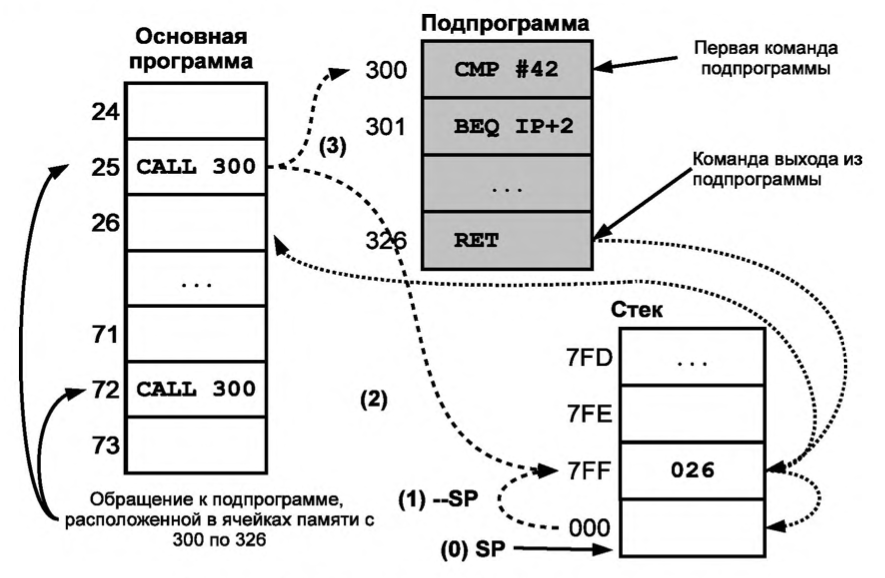 Основная
программа
24
25 CALL 300
26
...
71
72 CALL 300
73
Обращение к подпрограмме,
расположенной в ячейках памяти с
300 по 326
(3)
(2)
Подпрограмма
300 CMP #42
301 BEQ IP+2
...
326 RET
Первая команда
подпрограммы
Команда выхода из
подпрограммы
Стек
7FD ...
7FE
7FF 026
(1) --SP
000
(0) SP